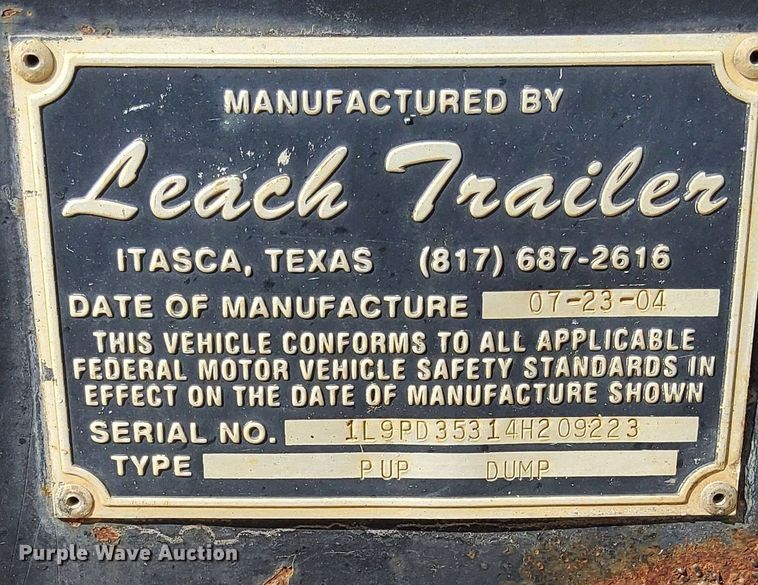 MANUFACTURED BY
Leach Trailer
ITASCA, TEXAS (817) 687-2616
DATE OF MANUFACTURE 07-23-04
THIS VEHICLE CONFORMS TO ALL APPLICABLE
FEDERAL MOTOR VEHICLE SAFETY STANDARDS IN
EFFECT ON THE DATE OF MANUFACTURE SHOWN
SERIAL NO. 1L9PD35314H209223
TYPE PUP DUMP
Purple Wave Auction